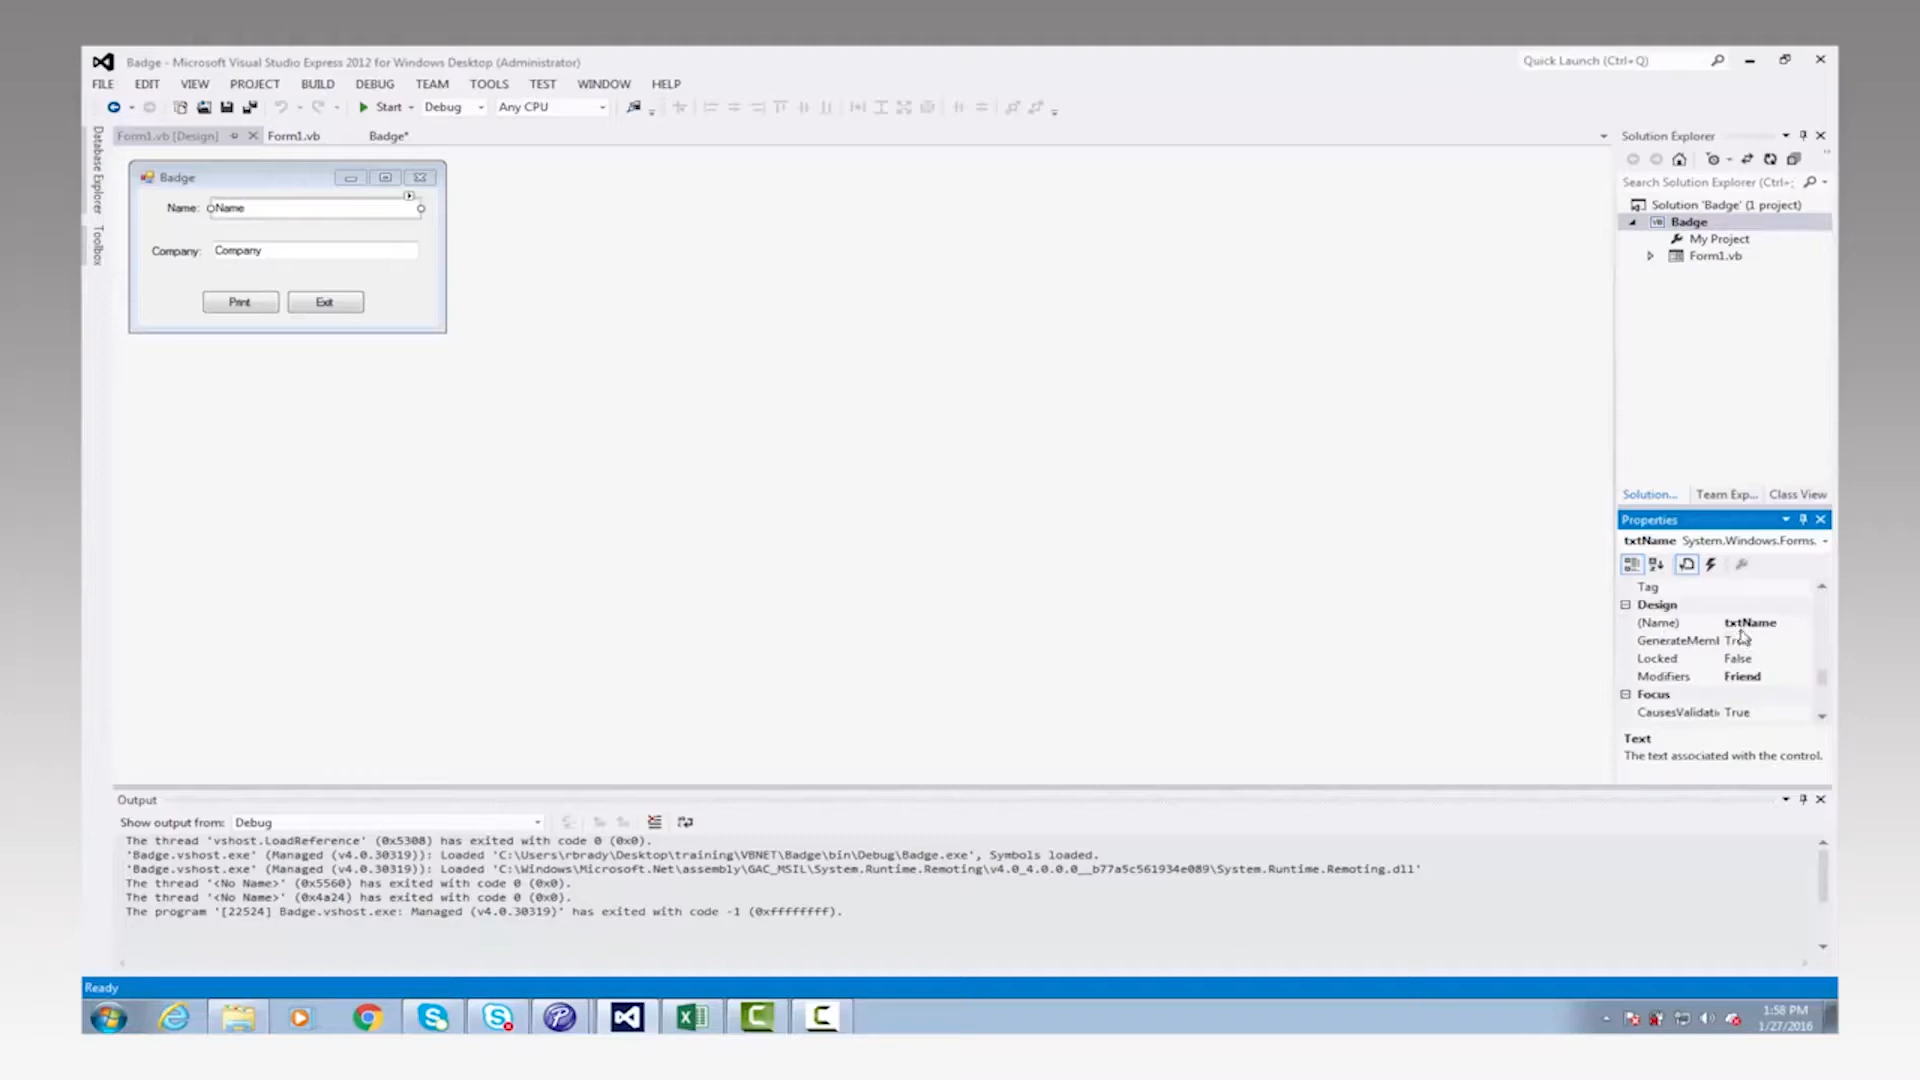 Badge - Microsoft Visual Studio Express 2012 for Windows Desktop (Administrator)
Quick Launch (Ctrl+Q)
FILE EDIT VIEW PROJECT BUILD DEBUG TEAM TOOLS TEST WINDOW HELP
Start Debug Any CPU
Form1.vb [Design] Form1.vb Badge*
Database Explorer
Toolbox
Badge
Name: Name
Company: Company
Print Exit
Solution Explorer
Search Solution Explorer (Ctrl+;
Solution 'Badge' (1 project)
Badge
My Project
Form1.vb
Solution... Team Exp... Class View
Properties
txtName System.Windows.Forms.
Tag
Design
(Name) txtName
GenerateMeml True
Locked False
Modifiers Friend
Focus
CausesValidati True
Text
The text associated with the control.
Output
Show output from: Debug
The thread 'vshost.LoadReference' (0x5308) has exited with code 0 (0x0).
'Badge.vshost.exe' (Managed (v4.0.30319)): Loaded 'C:\Users\rbrady\Desktop\training\VBNET\Badge\bin\Debug\Badge.exe', Symbols loaded.
'Badge.vshost.exe' (Managed (v4.0.30319)): Loaded 'C:\Windows\Microsoft.Net\assembly\GAC_MSIL\System.Runtime.Remoting\v4.0_4.0.0.0__b77a5c561934e089\System.Runtime.Remoting.dll'
The thread '<No Name>' (0x5560) has exited with code 0 (0x0).
The thread '<No Name>' (0x4a24) has exited with code 0 (0x0).
The program '[22524] Badge.vshost.exe: Managed (v4.0.30319)' has exited with code -1 (0xffffffff).
Ready
1:58 PM
1/27/2016